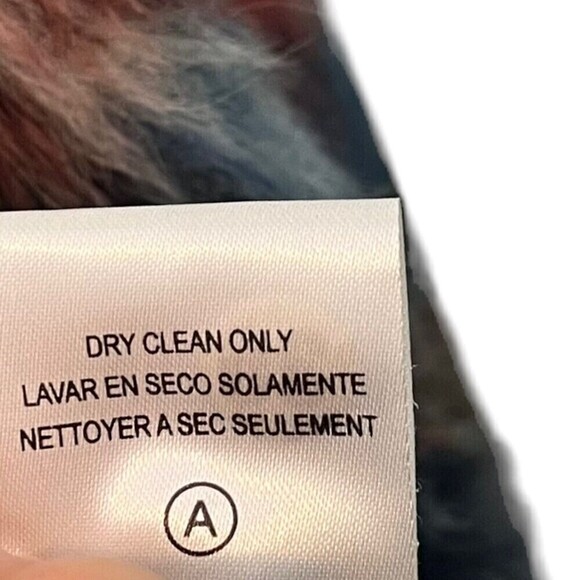 DRY CLEAN ONLY
LAVAR EN SECO SOLAMENTE
NETTOYER A SEC SEULEMENT
A